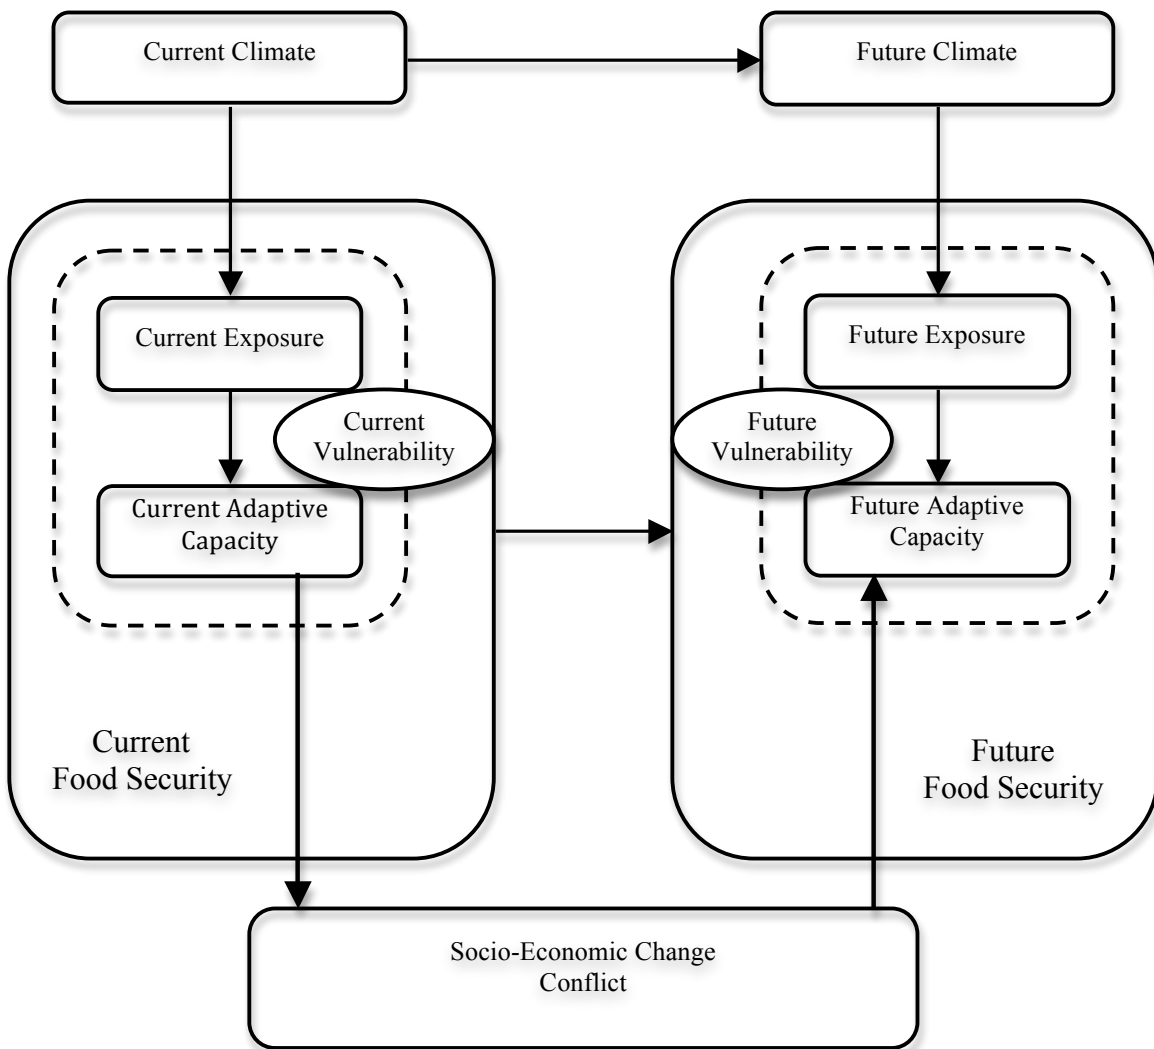 Current Climate
Future Climate
Current Exposure
Future Exposure
Current
Vulnerability
Future
Vulnerability
Current Adaptive
Capacity
Future Adaptive
Capacity
Current
Food Security
Future
Food Security
Socio-Economic Change
Conflict